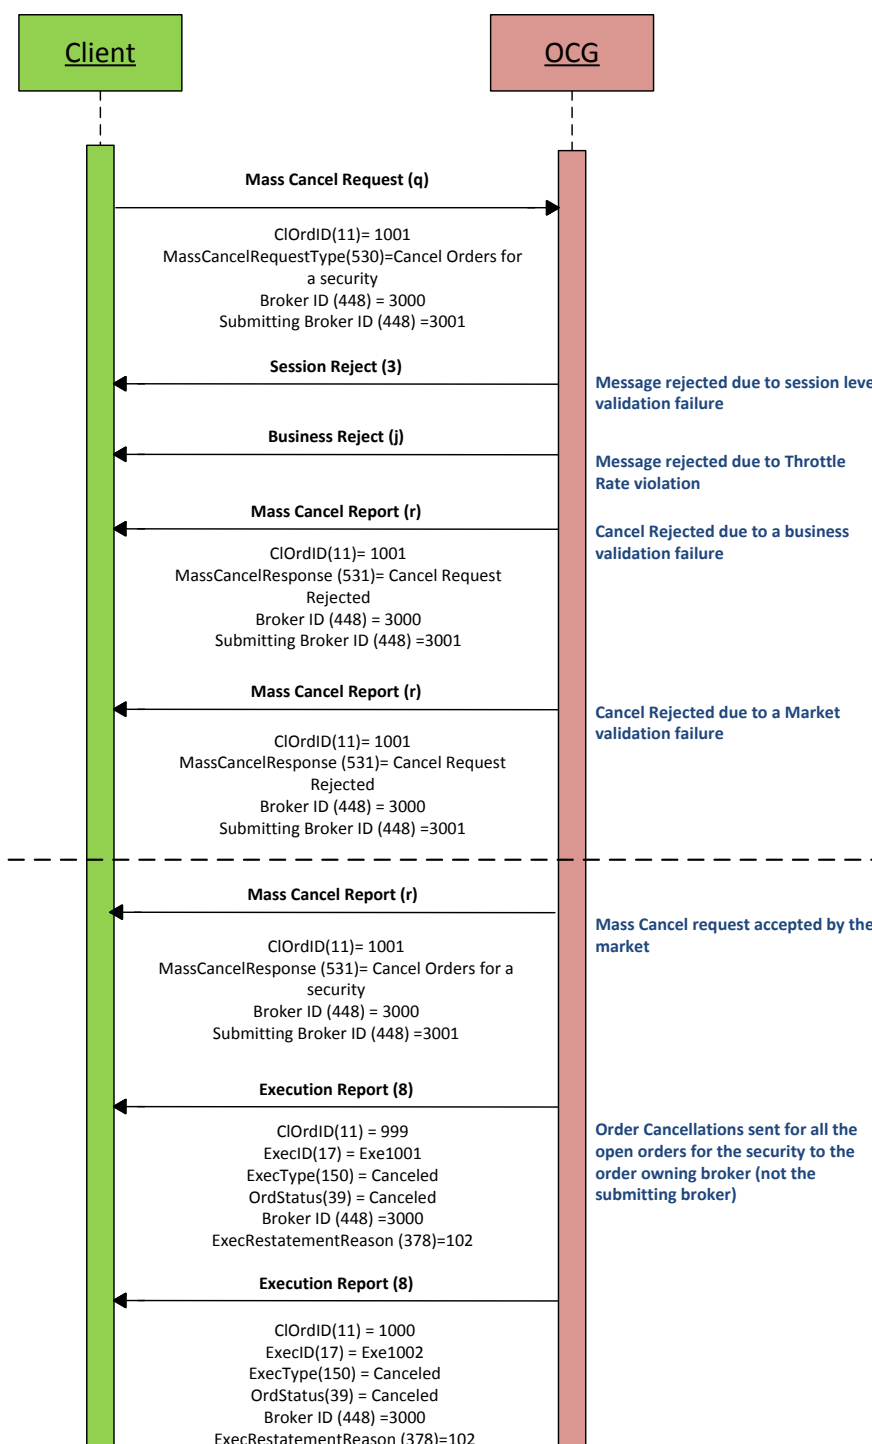 Client
OCG
Mass Cancel Request (q)
ClOrdID(11)= 1001
MassCancelRequestType(530)=Cancel Orders for
a security
Broker ID (448) = 3000
Submitting Broker ID (448) =3001
Session Reject (3)
Message rejected due to session leve
validation failure
Business Reject (j)
Message rejected due to Throttle
Rate violation
Mass Cancel Report (r)
Cancel Rejected due to a business
validation failure
ClOrdID(11)= 1001
MassCancelResponse (531)= Cancel Request
Rejected
Broker ID (448) = 3000
Submitting Broker ID (448) =3001
Mass Cancel Report (r)
Cancel Rejected due to a Market
validation failure
ClOrdID(11)= 1001
MassCancelResponse (531)= Cancel Request
Rejected
Broker ID (448) = 3000
Submitting Broker ID (448) =3001
Mass Cancel Report (r)
Mass Cancel request accepted by the
market
ClOrdID(11)= 1001
MassCancelResponse (531)= Cancel Orders for a
security
Broker ID (448) = 3000
Submitting Broker ID (448) =3001
Execution Report (8)
Order Cancellations sent for all the
open orders for the security to the
order owning broker (not the
submitting broker)
ClOrdID(11) = 999
ExecID(17) = Exe1001
ExecType(150) = Canceled
OrdStatus(39) = Canceled
Broker ID (448) =3000
ExecRestatementReason (378)=102
Execution Report (8)
ClOrdID(11) = 1000
ExecID(17) = Exe1002
ExecType(150) = Canceled
OrdStatus(39) = Canceled
Broker ID (448) =3000
ExecRestatementReason (378)=102